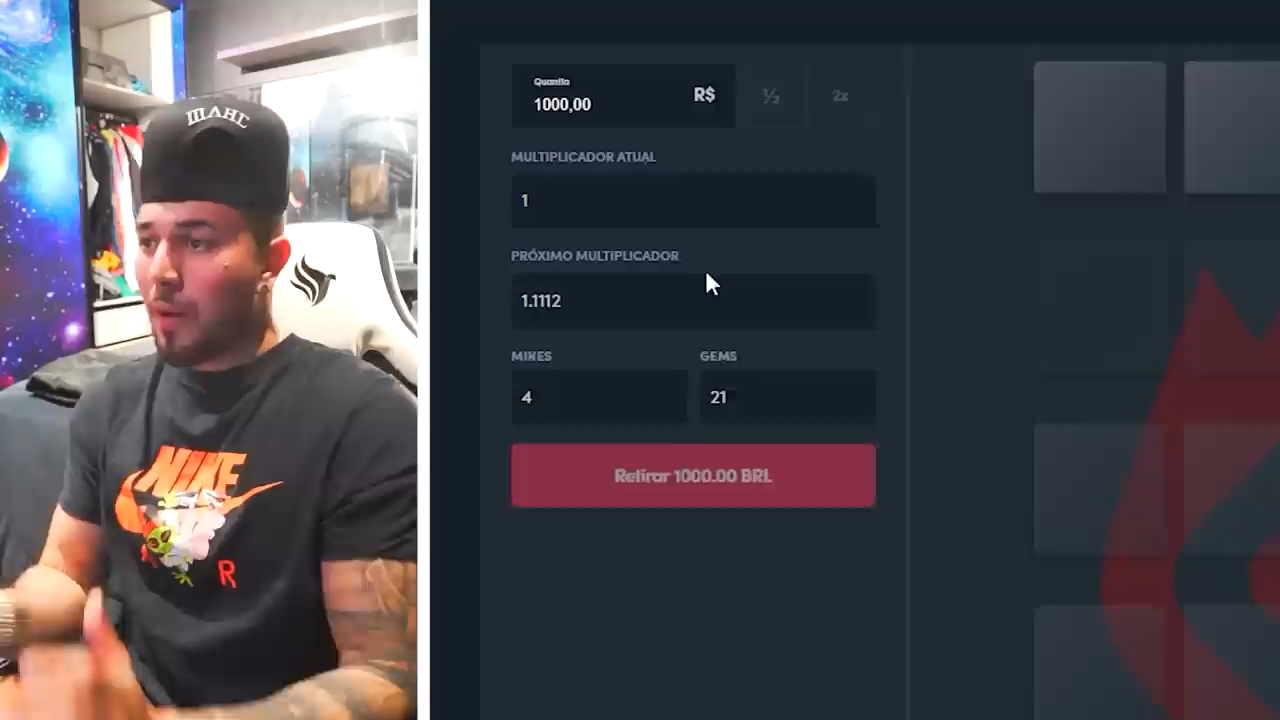 Quantia
1000,00
R$
½
2x
MULTIPLICADOR ATUAL
1
PRÓXIMO MULTIPLICADOR
1.1112
MINES
GEMS
4
21
Retirar 1000.00 BRL
NIKE
R